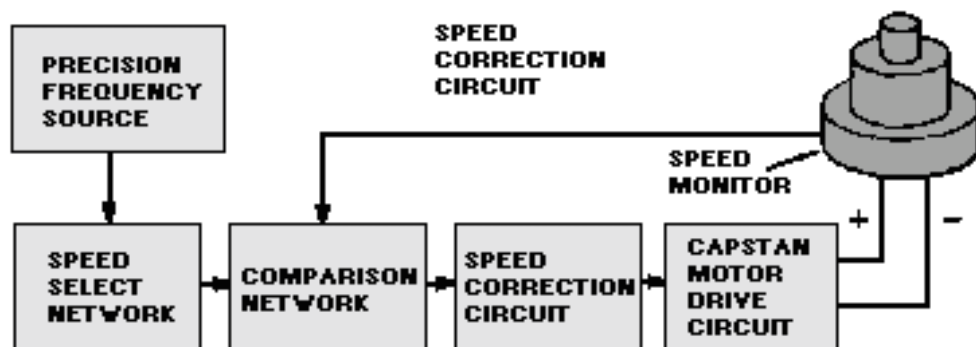 PRECISION
FREQUENCY
SOURCE
SPEED
CORRECTION
CIRCUIT
SPEED
MONITOR
+ −
SPEED
SELECT
NETWORK
COMPARISON
NETWORK
SPEED
CORRECTION
CIRCUIT
CAPSTAN
MOTOR
DRIVE
CIRCUIT